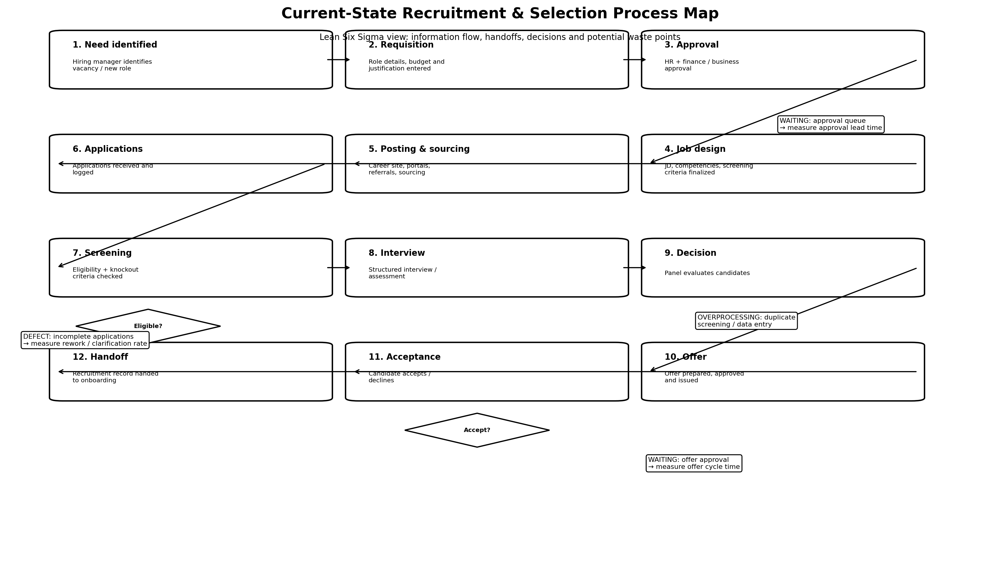 Current-State Recruitment & Selection Process Map
Lean Six Sigma view: information flow, handoffs, decisions and potential waste points
1. Need identified
Hiring manager identifies
vacancy / new role
2. Requisition
Role details, budget and
justification entered
3. Approval
HR + finance / business
approval
WAITING: approval queue
→ measure approval lead time
6. Applications
Applications received and
logged
5. Posting & sourcing
Career site, portals,
referrals, sourcing
4. Job design
JD, competencies, screening
criteria finalized
7. Screening
Eligibility + knockout
criteria checked
8. Interview
Structured interview /
assessment
9. Decision
Panel evaluates candidates
Eligible?
OVERPROCESSING: duplicate
screening / data entry
DEFECT: incomplete applications
→ measure rework / clarification rate
12. Handoff
Recruitment record handed
to onboarding
11. Acceptance
Candidate accepts /
declines
10. Offer
Offer prepared, approved
and issued
Accept?
WAITING: offer approval
→ measure offer cycle time